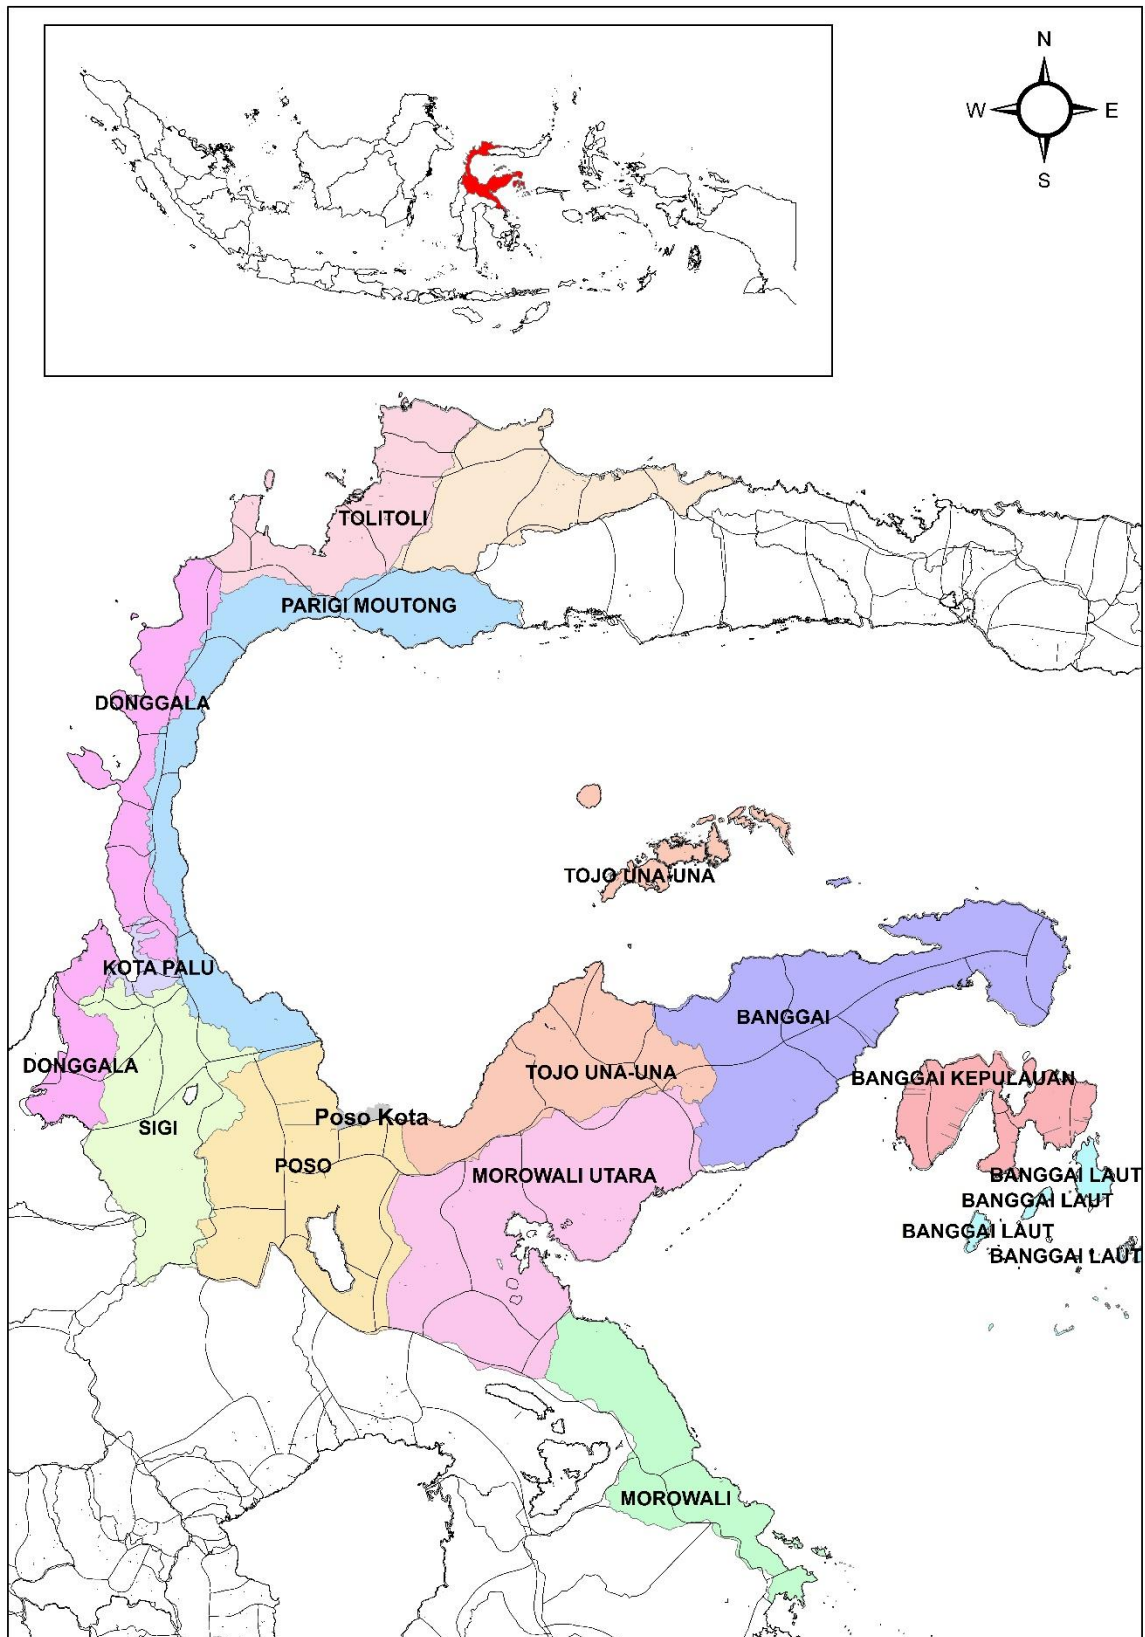 N
W
E
S
TOLITOLI
PARIGI MOUTONG
DONGGALA
TOJO UNA-UNA
KOTA PALU
BANGGAI
DONGGALA
TOJO UNA-UNA
BANGGAI KEPULAUAN
Poso Kota
SIGI
POSO
MOROWALI UTARA
BANGGAI LAUT
BANGGAI LAUT
BANGGAI LAUT
BANGGAI LAUT
MOROWALI